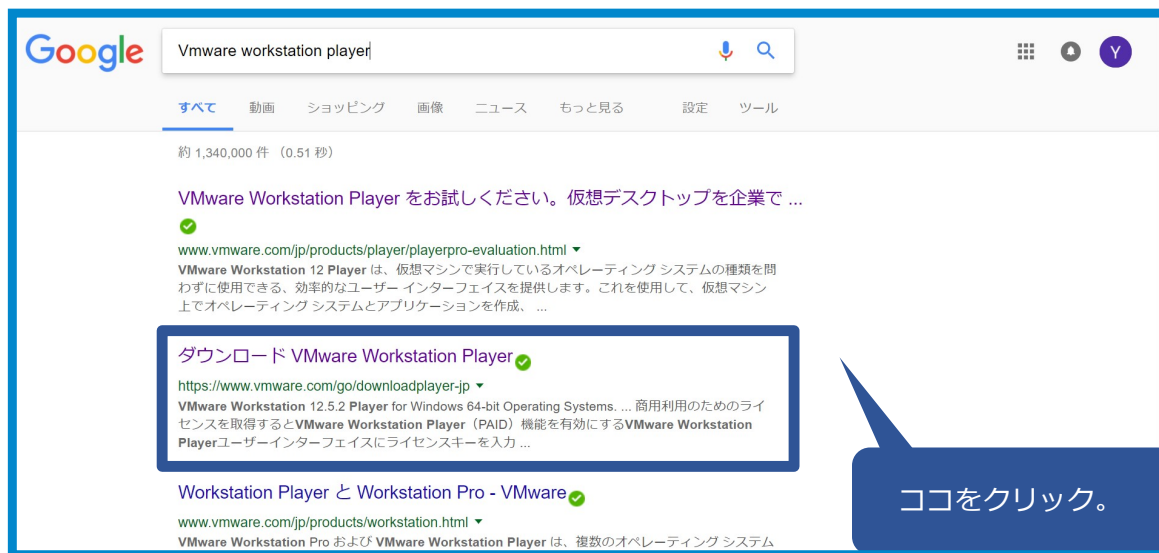 Google
Vmware workstation player
Y
すべて 動画 ショッピング 画像 ニュース もっと見る 設定 ツール
約 1,340,000 件 （0.51 秒）
VMware Workstation Player をお試しください。仮想デスクトップを企業で ...
www.vmware.com/jp/products/player/playerpro-evaluation.html
VMware Workstation 12 Player は、仮想マシンで実行しているオペレーティング システムの種類を問
わずに使用できる、効率的なユーザー インターフェイスを提供します。これを使用して、仮想マシン
上でオペレーティング システムとアプリケーションを作成、 ...
ダウンロード VMware Workstation Player
https://www.vmware.com/go/downloadplayer-jp
VMware Workstation 12.5.2 Player for Windows 64-bit Operating Systems. ... 商用利用のためのライ
センスを取得するとVMware Workstation Player（PAID）機能を有効にするVMware Workstation
Playerユーザーインターフェイスにライセンスキーを入力 ...
ココをクリック。
Workstation Player と Workstation Pro - VMware
www.vmware.com/jp/products/workstation.html
VMware Workstation Pro および VMware Workstation Player は、複数のオペレーティング システム